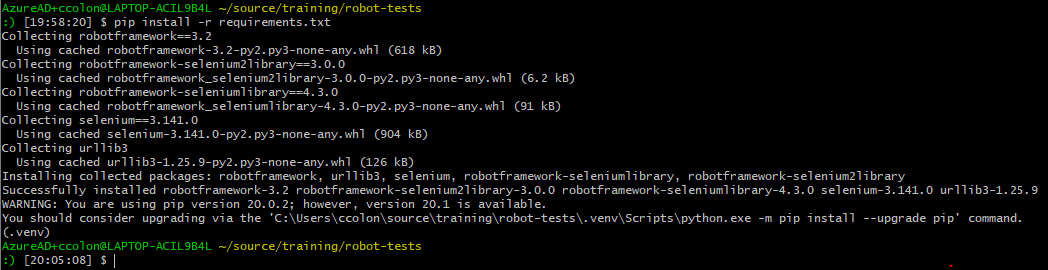 AzureAD+ccolon@LAPTOP-ACIL9B4L ~/source/training/robot-tests
:) [19:58:20] $ pip install -r requirements.txt
Collecting robotframework==3.2
  Using cached robotframework-3.2-py2.py3-none-any.whl (618 kB)
Collecting robotframework-selenium2library==3.0.0
  Using cached robotframework_selenium2library-3.0.0-py2.py3-none-any.whl (6.2 kB)
Collecting robotframework-seleniumlibrary==4.3.0
  Using cached robotframework_seleniumlibrary-4.3.0-py2.py3-none-any.whl (91 kB)
Collecting selenium==3.141.0
  Using cached selenium-3.141.0-py2.py3-none-any.whl (904 kB)
Collecting urllib3
  Using cached urllib3-1.25.9-py2.py3-none-any.whl (126 kB)
Installing collected packages: robotframework, urllib3, selenium, robotframework-seleniumlibrary, robotframework-selenium2library
Successfully installed robotframework-3.2 robotframework-selenium2library-3.0.0 robotframework-seleniumlibrary-4.3.0 selenium-3.141.0 urllib3-1.25.9
WARNING: You are using pip version 20.0.2; however, version 20.1 is available.
You should consider upgrading via the 'C:\Users\ccolon\source\training\robot-tests\.venv\Scripts\python.exe -m pip install --upgrade pip' command.
(.venv)
AzureAD+ccolon@LAPTOP-ACIL9B4L ~/source/training/robot-tests
:) [20:05:08] $